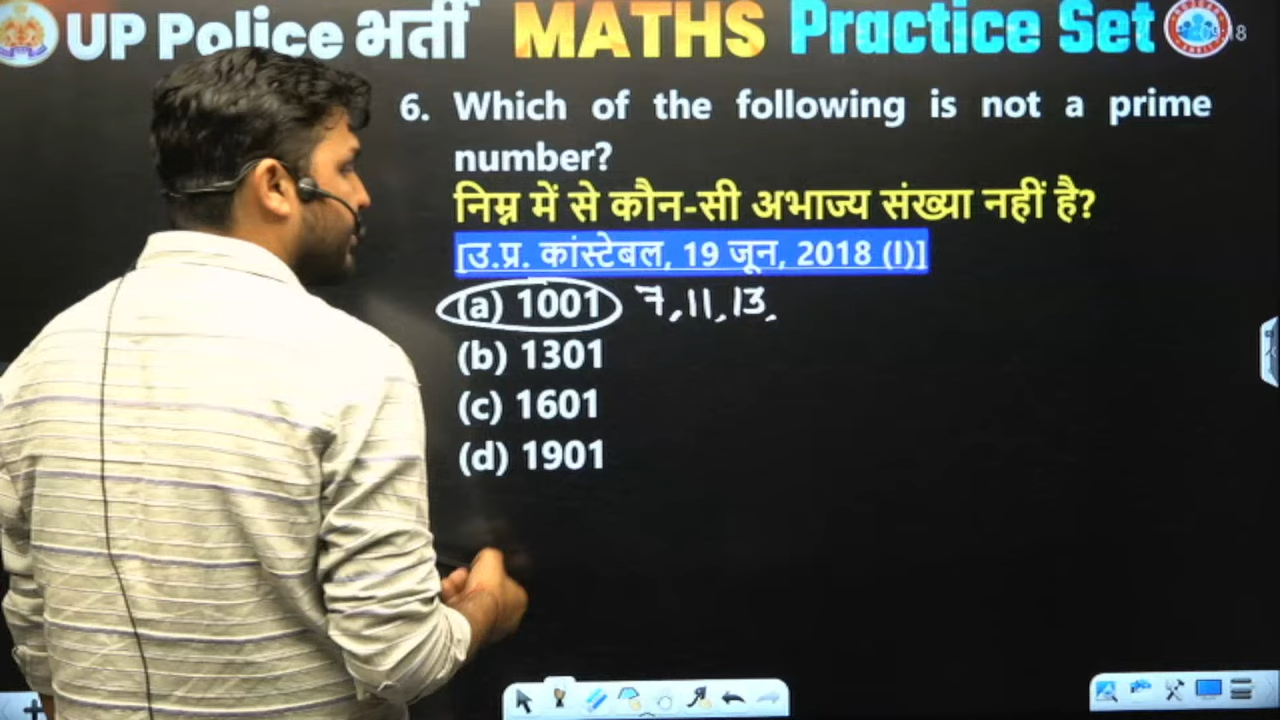 UP Police भर्ती MATHS Practice Set
6. Which of the following is not a prime
number?
निम्न में से कौन-सी अभाज्य संख्या नहीं है?
[उ.प्र. कांस्टेबल, 19 जून, 2018 (I)]
(a) 1001 7, 11, 13,
(b) 1301
(c) 1601
(d) 1901